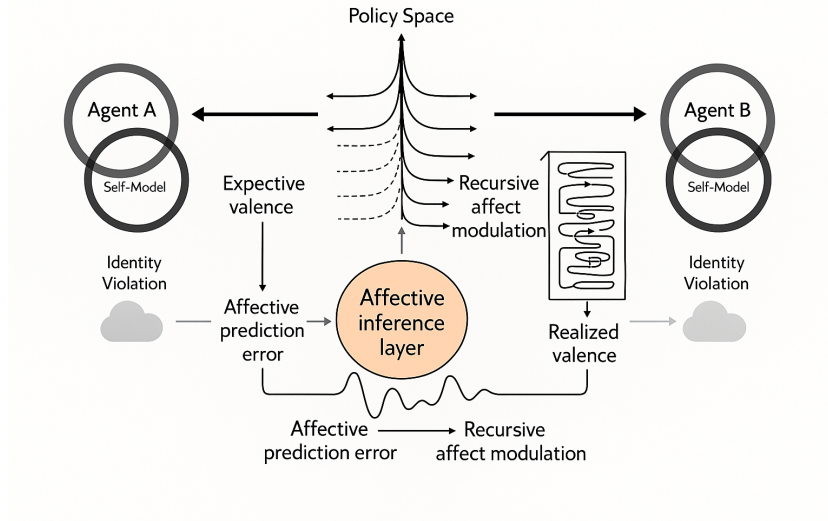 Policy Space
Agent A
Agent B
Self-Model
Self-Model
Expective
valence
Recursive
affect
modulation
Identity
Violation
Identity
Violation
Affective
prediction
error
Affective
inference
layer
Realized
valence
Affective
prediction error
Recursive
affect modulation